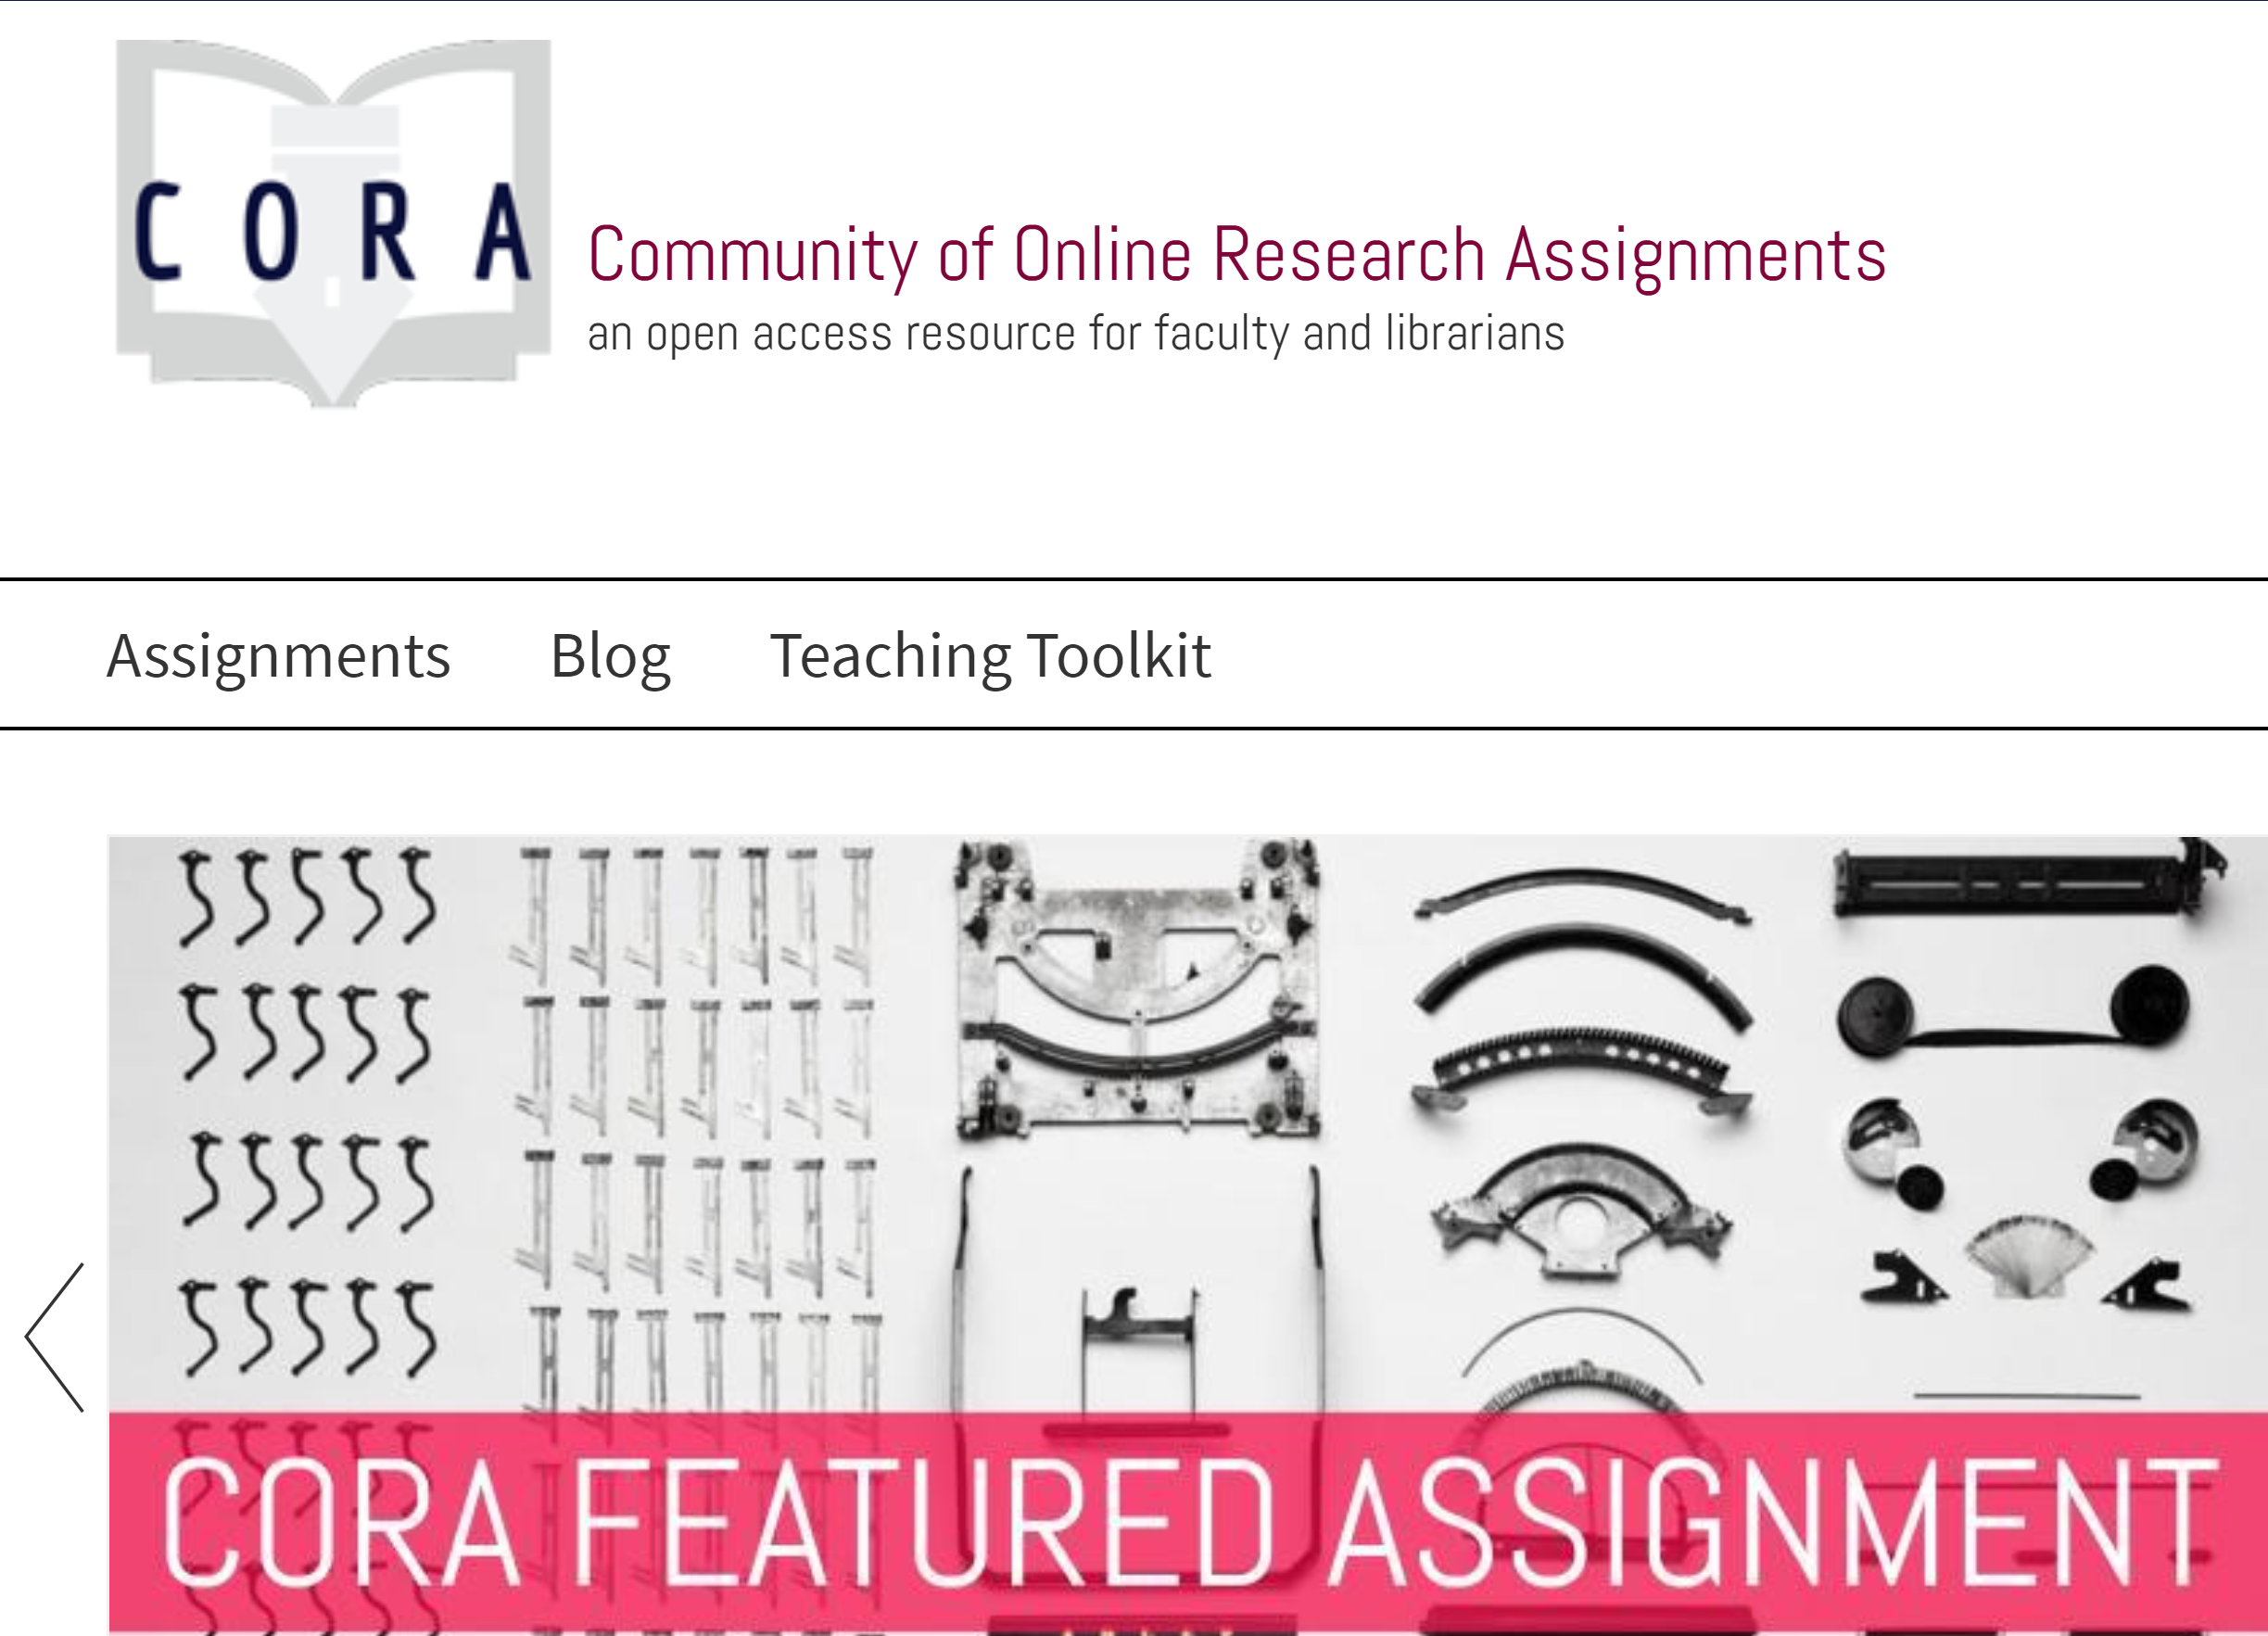 CORA
Community of Online Research Assignments
an open access resource for faculty and librarians
Assignments Blog Teaching Toolkit
CORA FEATURED ASSIGNMENT